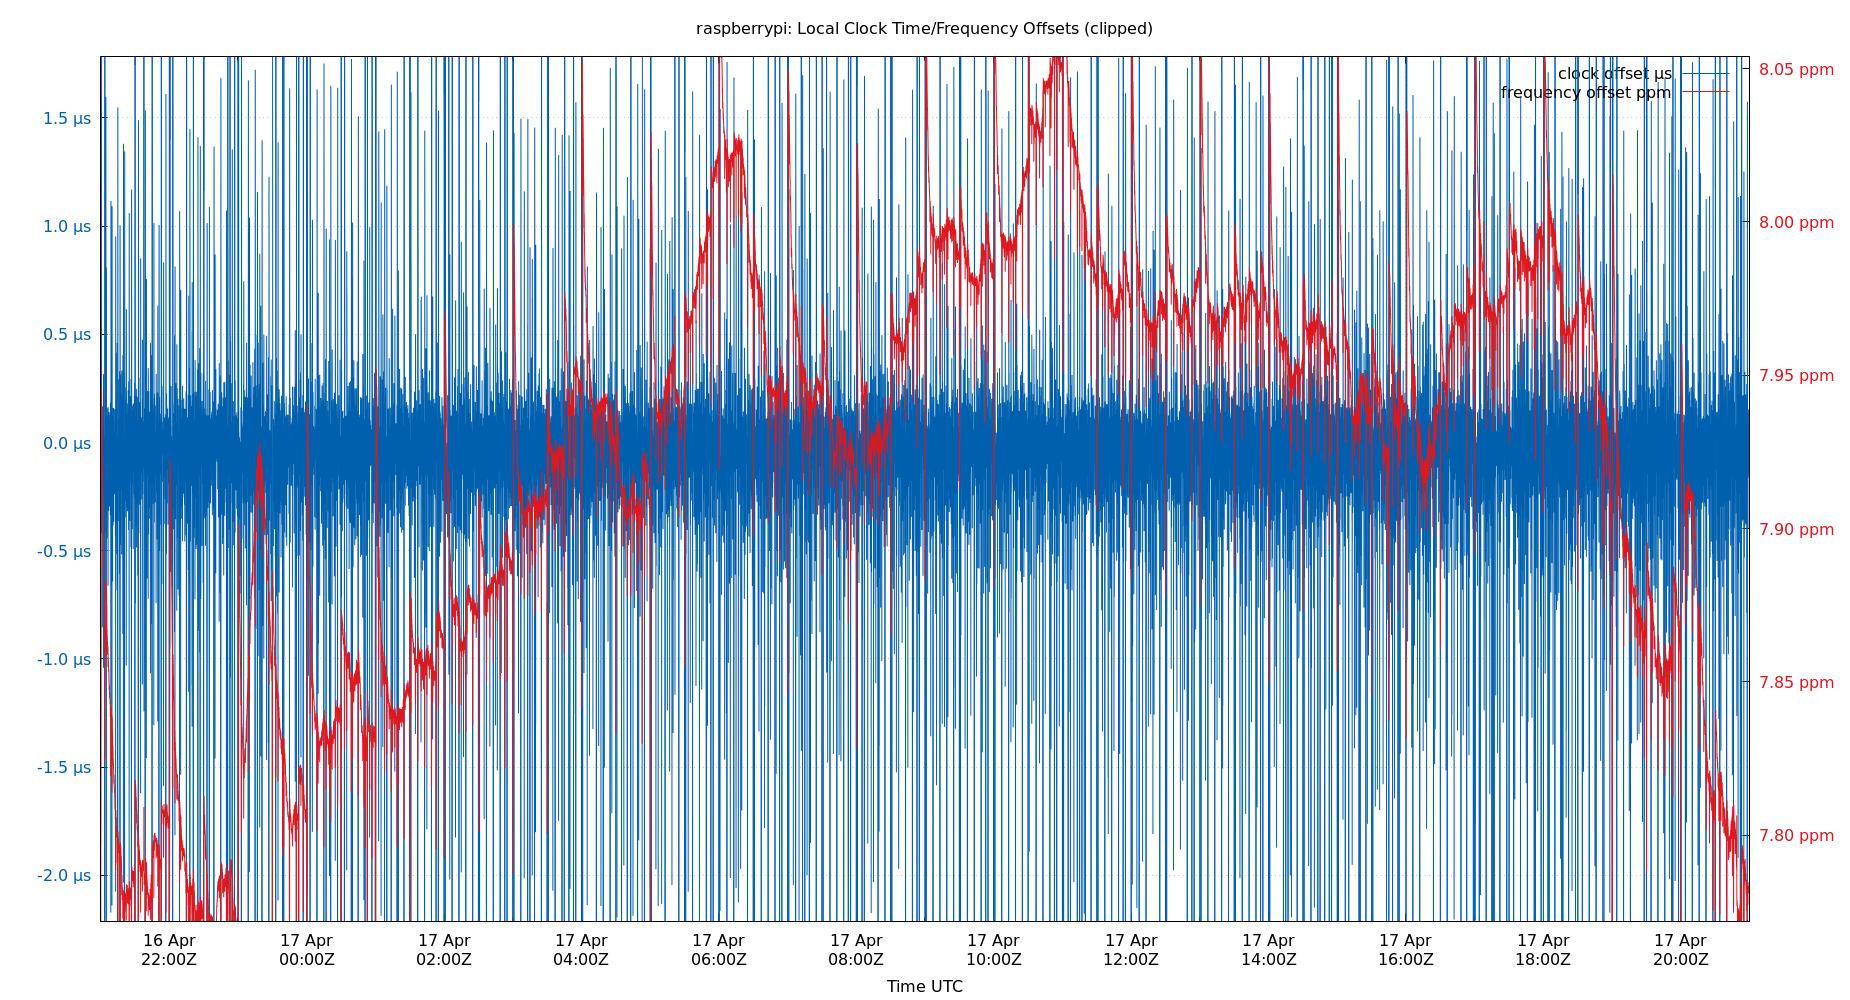 raspberrypi: Local Clock Time/Frequency Offsets (clipped)
clock offset µs
frequency offset ppm
1.5 µs
1.0 µs
0.5 µs
0.0 µs
-0.5 µs
-1.0 µs
-1.5 µs
-2.0 µs
8.05 ppm
8.00 ppm
7.95 ppm
7.90 ppm
7.85 ppm
7.80 ppm
16 Apr 17 Apr 17 Apr 17 Apr 17 Apr 17 Apr 17 Apr 17 Apr 17 Apr 17 Apr 17 Apr 17 Apr
22:00Z 00:00Z 02:00Z 04:00Z 06:00Z 08:00Z 10:00Z 12:00Z 14:00Z 16:00Z 18:00Z 20:00Z
Time UTC